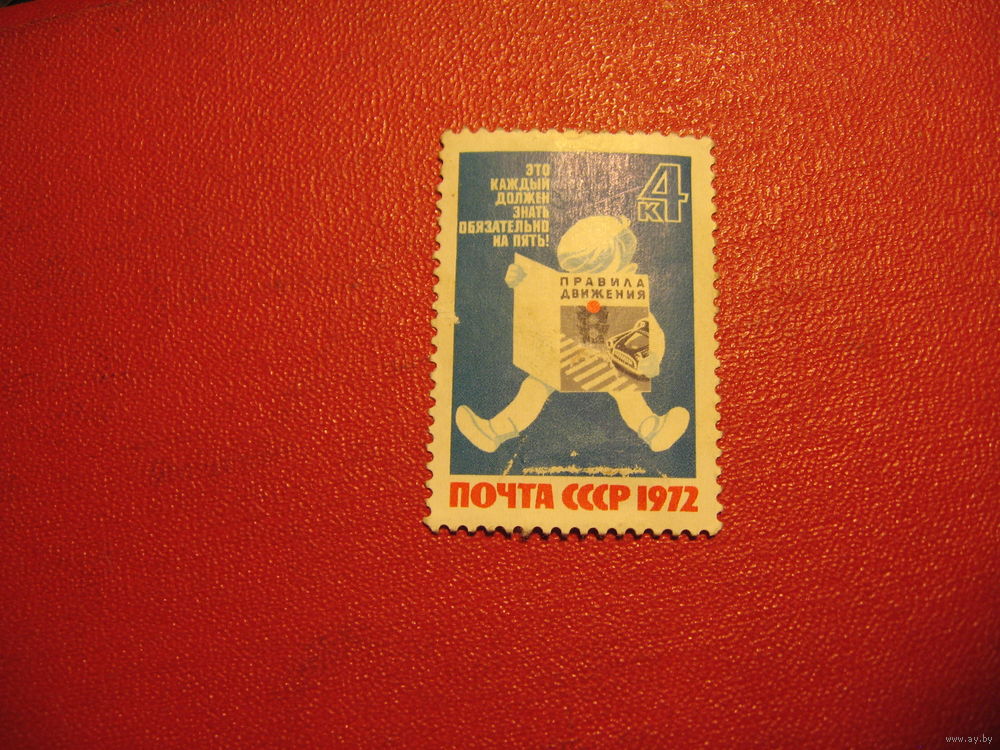 ЭТО
КАЖДЫЙ
ДОЛЖЕН
ЗНАТЬ
ОБЯЗАТЕЛЬНО
НА ПЯТЬ!
4
К
ПРАВИЛА
ДВИЖЕНИЯ
ПОЧТА СССР 1972
www.ay.by